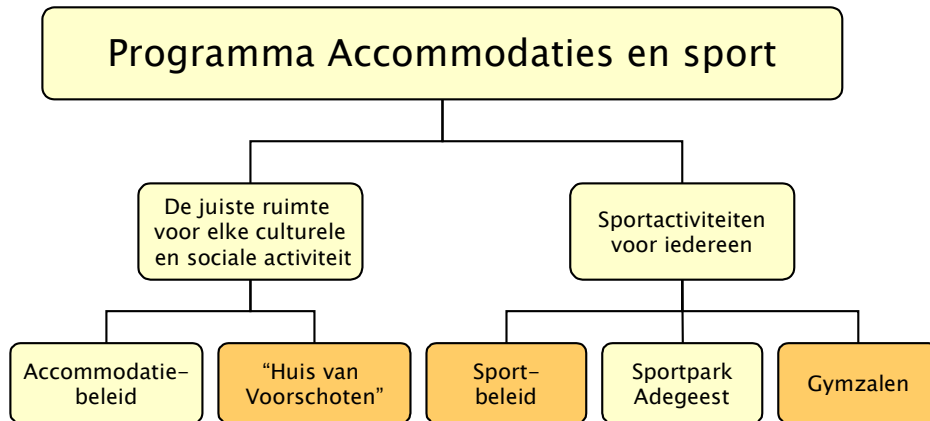 Programma Accommodaties en sport
De juiste ruimte
voor elke culturele
en sociale activiteit
Sportactiviteiten
voor iedereen
Accommodatie-
beleid
“Huis van
Voorschoten”
Sport-
beleid
Sportpark
Adegeest
Gymzalen